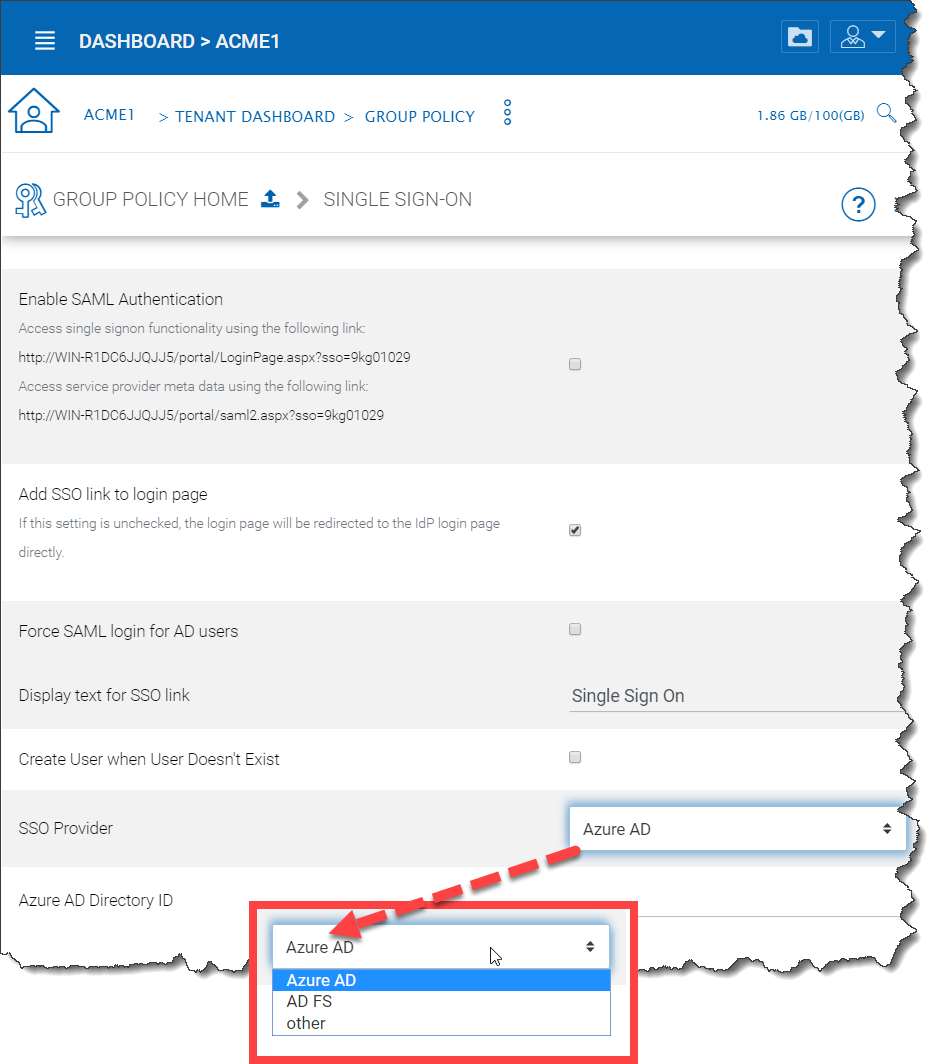 DASHBOARD > ACME1
ACME1 > TENANT DASHBOARD > GROUP POLICY
1.86 GB/100(GB)
GROUP POLICY HOME
SINGLE SIGN-ON
?
Enable SAML Authentication
Access single signon functionality using the following link:
http://WIN-R1DC6JJQJJ5/portal/LoginPage.aspx?sso=9kg01029
Access service provider meta data using the following link:
http://WIN-R1DC6JJQJJ5/portal/saml2.aspx?sso=9kg01029
Add SSO link to login page
If this setting is unchecked, the login page will be redirected to the IdP login page
directly.
Force SAML login for AD users
Display text for SSO link
Single Sign On
Create User when User Doesn't Exist
SSO Provider
Azure AD
Azure AD Directory ID
Azure AD
Azure AD
AD FS
other